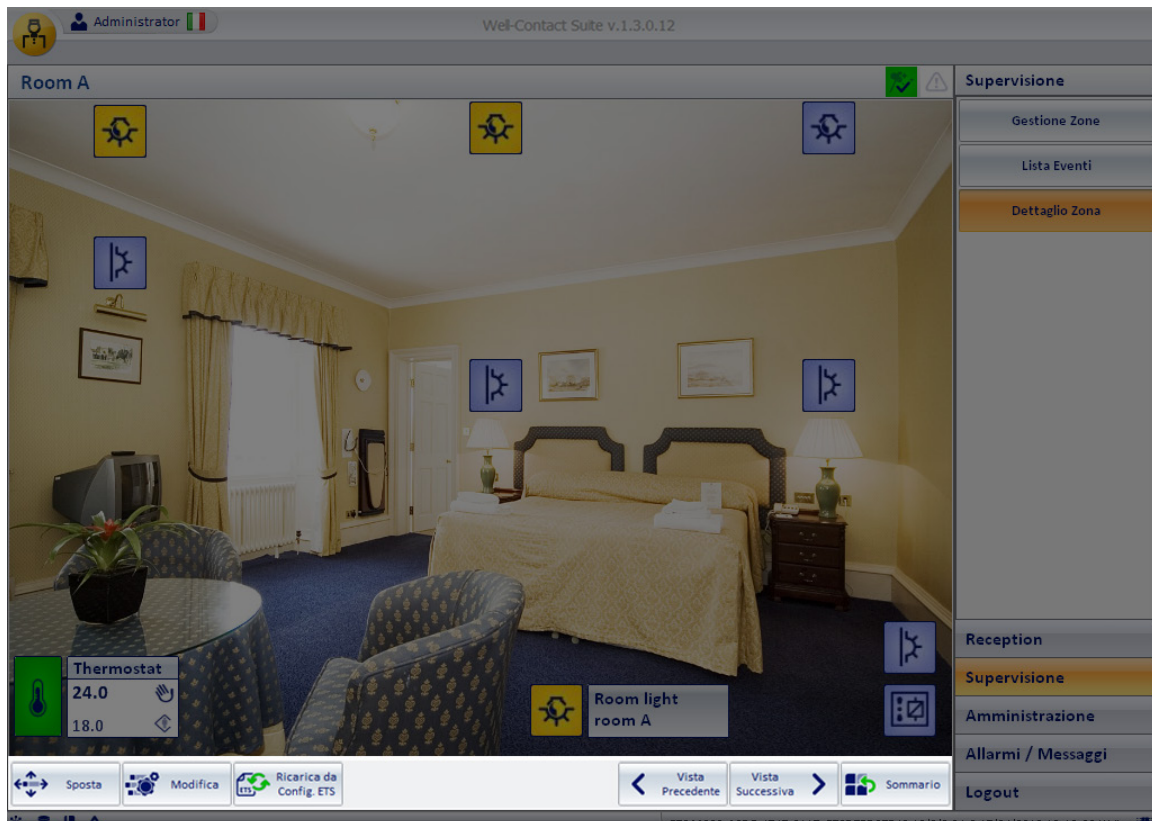 Administrator
Well-Contact Suite v.1.3.0.12
Room A
Supervisione
Gestione Zone
Lista Eventi
Dettaglio Zona
Thermostat
24.0
18.0
Room light
room A
Reception
Supervisione
Amministrazione
Allarmi / Messaggi
Logout
Sposta
Modifica
ETS
Ricarica da
Config. ETS
Vista
Precedente
Vista
Successiva
Sommario